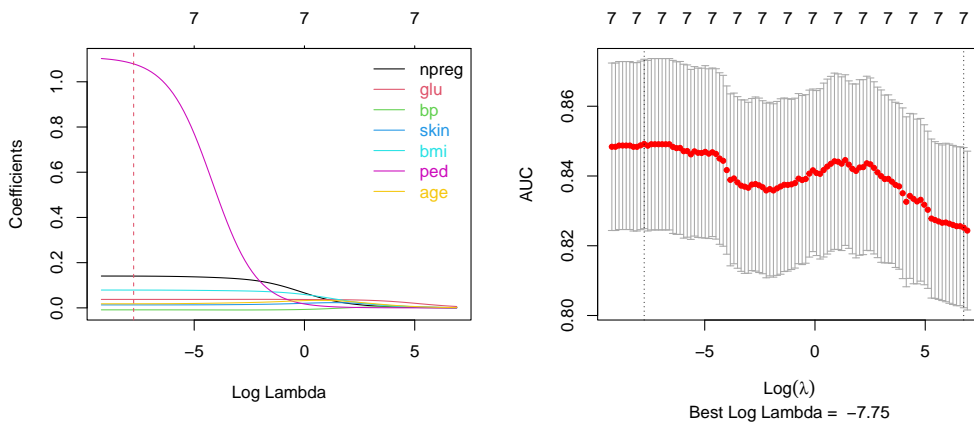 7 7 7
Coefficients
0.0 0.2 0.4 0.6 0.8 1.0
npreg
glu
bp
skin
bmi
ped
age
−5 0 5
Log Lambda
7 7 7 7 7 7 7 7 7 7 7 7 7 7
AUC
0.80 0.82 0.84 0.86
−5 0 5
Log(λ)
Best Log Lambda = −7.75